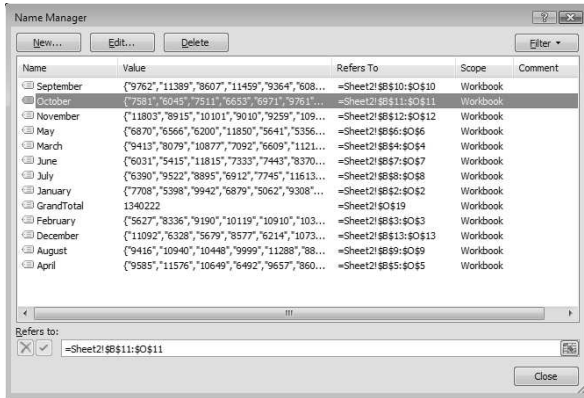 Name Manager
New... Edit... Delete Filter
Name Value Refers To Scope Comment
September {"9762","11389","8607","11459","9364","608... =Sheet2!$B$10:$O$10 Workbook
October {"7581","6045","7511","6653","6971","9761"... =Sheet2!$B$11:$O$11 Workbook
November {"11803","8915","10101","9010","9259","109... =Sheet2!$B$12:$O$12 Workbook
May {"6870","6566","6200","11850","5641","5356... =Sheet2!$B$6:$O$6 Workbook
March {"9413","8079","10877","7092","6609","1121... =Sheet2!$B$4:$O$4 Workbook
June {"6031","5415","11815","7333","7443","8370... =Sheet2!$B$7:$O$7 Workbook
July {"6390","9522","8895","6912","7745","11613... =Sheet2!$B$8:$O$8 Workbook
January {"7708","5398","9942","6879","5062","9308"... =Sheet2!$B$2:$O$2 Workbook
GrandTotal 1340222 =Sheet2!$O$19 Workbook
February {"5627","8336","9190","10119","10910","103... =Sheet2!$B$3:$O$3 Workbook
December {"11092","6328","5679","8577","6214","1073... =Sheet2!$B$13:$O$13 Workbook
August {"9416","10940","10448","9999","11288","88... =Sheet2!$B$9:$O$9 Workbook
April {"9585","11576","10649","6492","9657","860... =Sheet2!$B$5:$O$5 Workbook
Refers to:
=Sheet2!$B$11:$O$11
Close